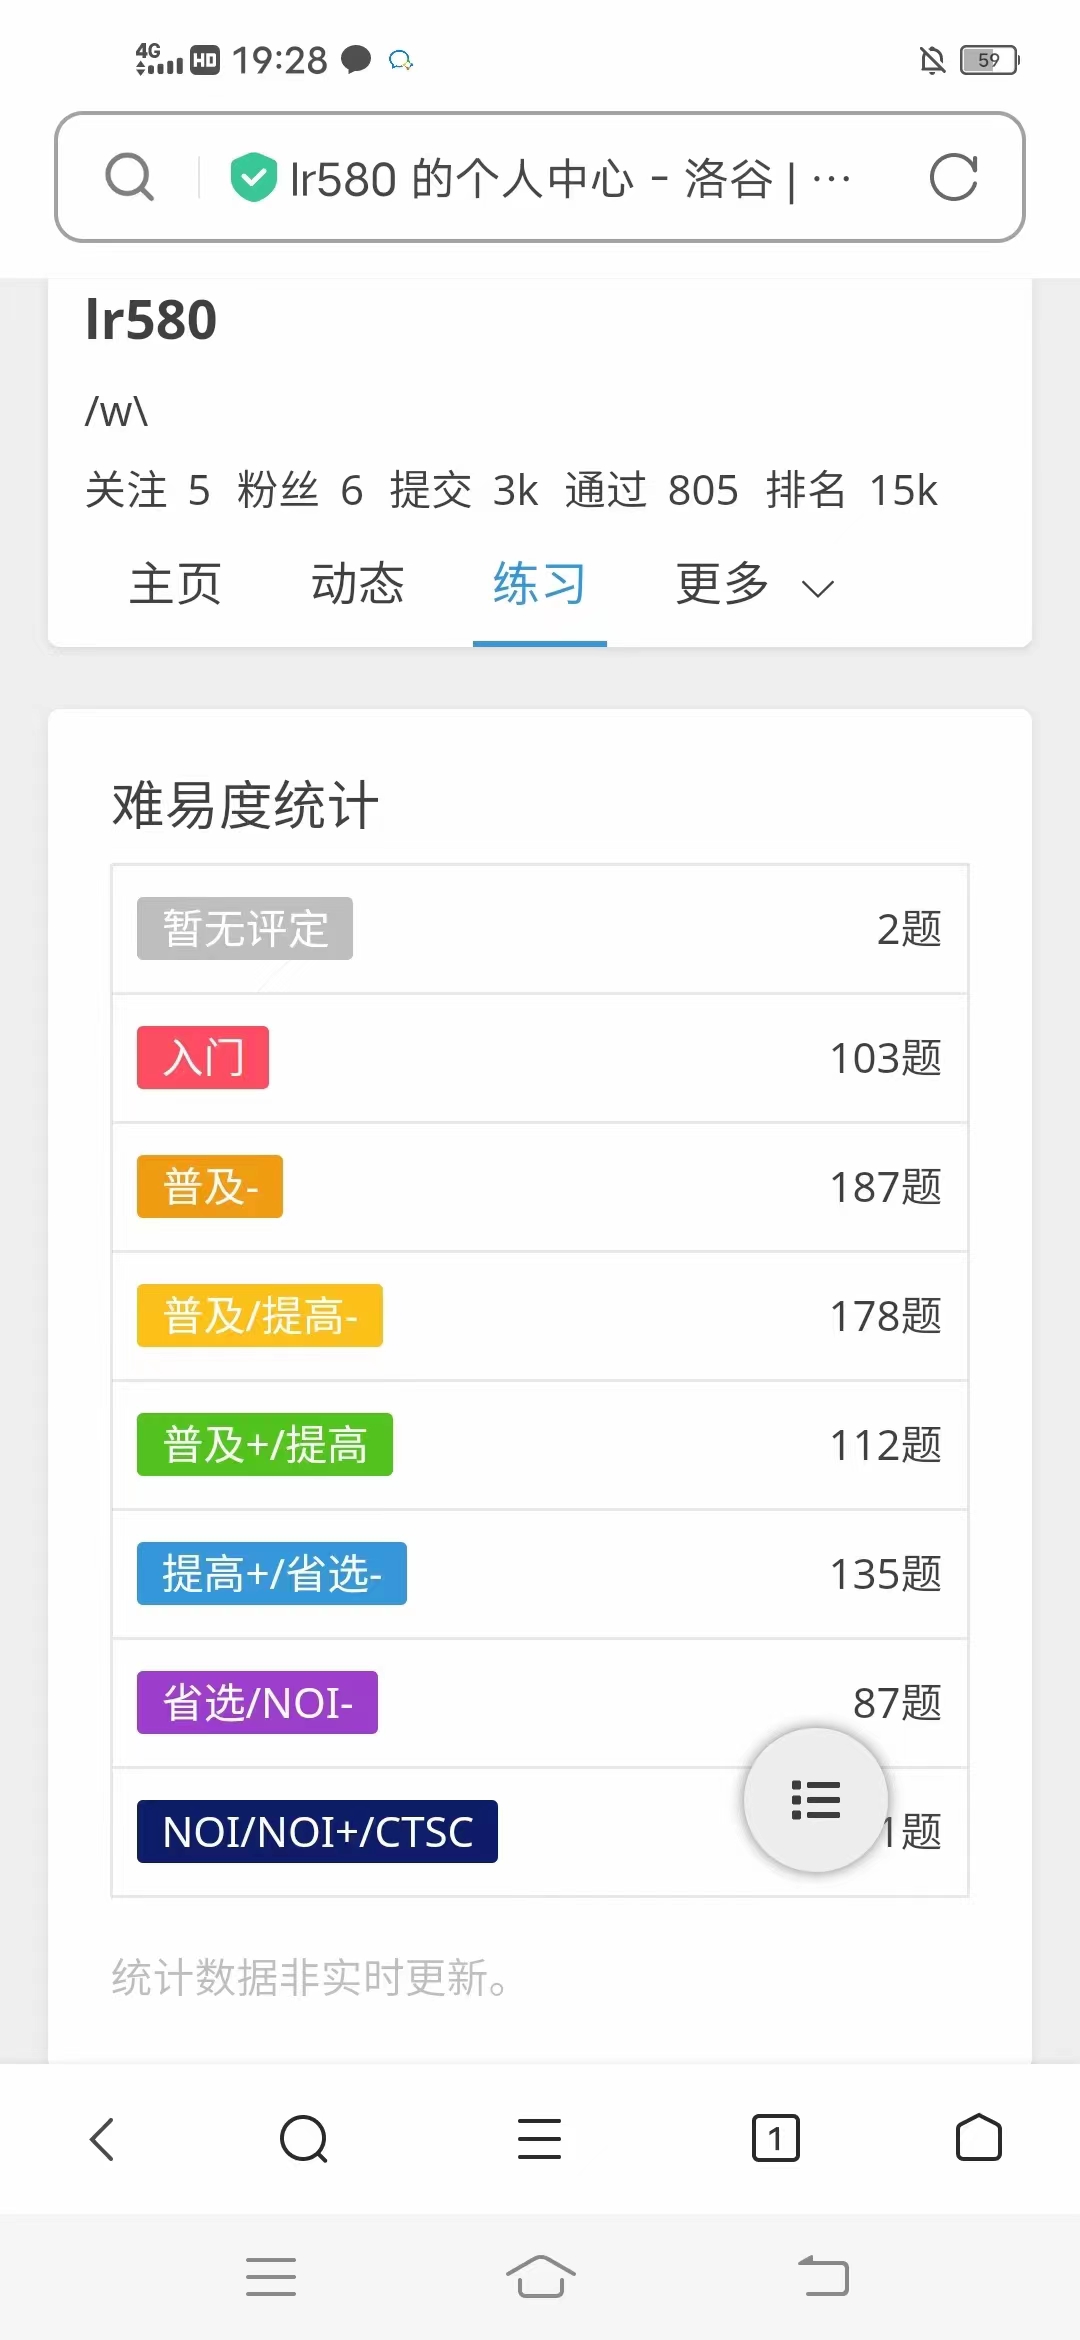 4G HD 19:28 59
lr580 的个人中心 - 洛谷 | ···
lr580
/w\
关注 5 粉丝 6 提交 3k 通过 805 排名 15k
主页 动态 练习 更多
难易度统计
暂无评定 2题
入门 103题
普及- 187题
普及/提高- 178题
普及+/提高 112题
提高+/省选- 135题
省选/NOI- 87题
NOI/NOI+/CTSC 1题
统计数据非实时更新。
1